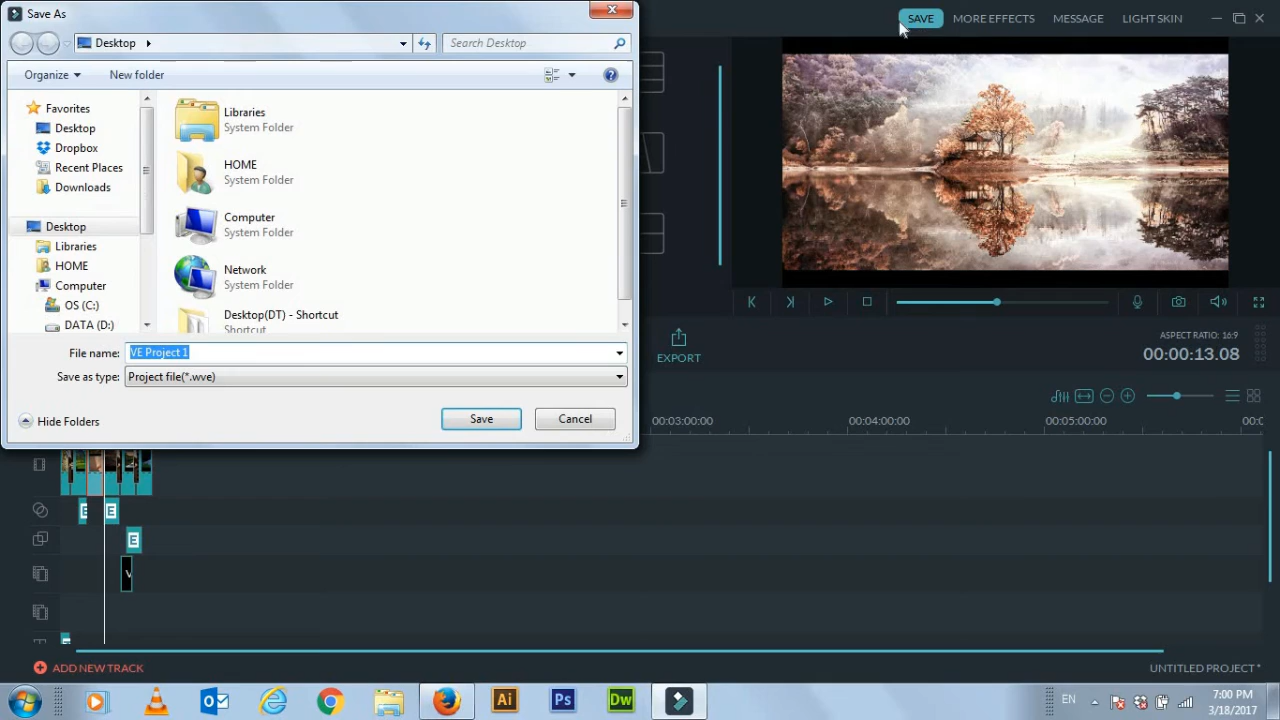 Save As
Desktop
Search Desktop
Organize
New folder
Favorites
Desktop
Dropbox
Recent Places
Downloads
Desktop
Libraries
HOME
Computer
OS (C:)
DATA (D:)
Libraries
System Folder
HOME
System Folder
Computer
System Folder
Network
System Folder
Desktop(DT) - Shortcut
Shortcut
File name:
VE Project 1
Save as type:
Project file(*.wve)
Hide Folders
Save
Cancel
SAVE
MORE EFFECTS
MESSAGE
LIGHT SKIN
EXPORT
ASPECT RATIO: 16:9
00:00:13.08
00:03:00:00
00:04:00:00
00:05:00:00
E
E
E
V
ADD NEW TRACK
UNTITLED PROJECT *
Ai
Ps
Dw
EN
7:00 PM
3/18/2017